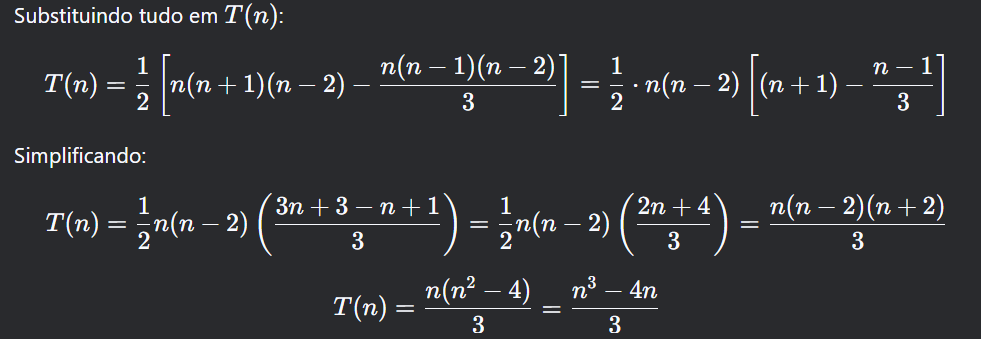 Substituindo tudo em T(n):
T(n) = \frac{1}{2} \left[ n(n + 1)(n − 2) − \frac{n(n − 1)(n − 2)}{3} \right] = \frac{1}{2} · n(n − 2) \left[ (n + 1) − \frac{n − 1}{3} \right]
Simplificando:
T(n) = \frac{1}{2} n(n − 2) \left( \frac{3n + 3 − n + 1}{3} \right) = \frac{1}{2} n(n − 2) \left( \frac{2n + 4}{3} \right) = \frac{n(n − 2)(n + 2)}{3}
T(n) = \frac{n(n^2 − 4)}{3} = \frac{n^3 − 4n}{3}